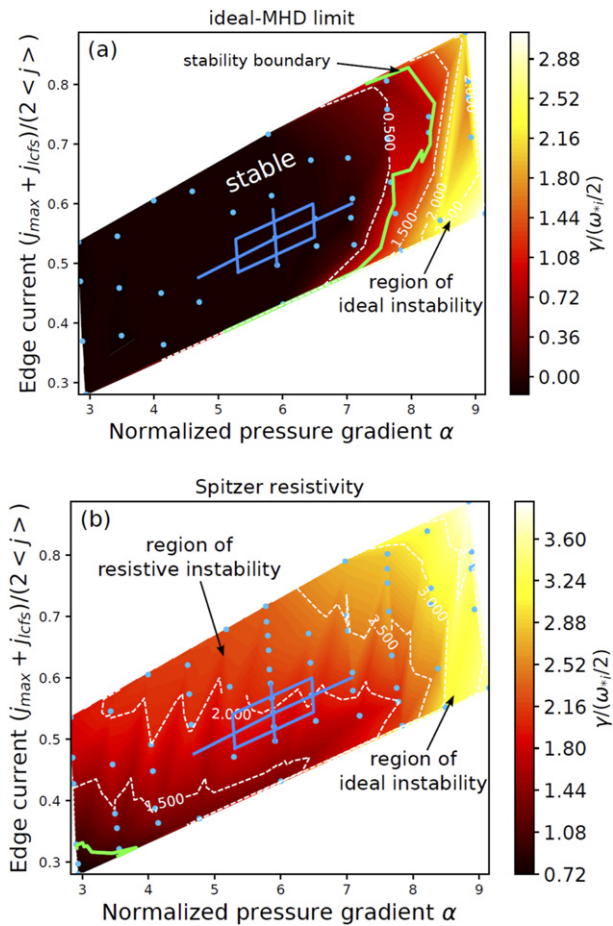 ideal-MHD limit
(a)
stability boundary
stable
0.500
1.500
2.000
region of
ideal instability
Edge current (j_max + j_lcfs)/(2 < j >)
0.8
0.7
0.6
0.5
0.4
0.3
3 4 5 6 7 8 9
Normalized pressure gradient α
2.88
2.52
2.16
1.80
1.44
1.08
0.72
0.36
0.00
γ/(ω_*i/2)
Spitzer resistivity
(b)
region of
resistive instability
3.000
2.500
2.000
1.500
region of
ideal instability
Edge current (j_max + j_lcfs)/(2 < j >)
0.8
0.7
0.6
0.5
0.4
0.3
3 4 5 6 7 8 9
Normalized pressure gradient α
3.60
3.24
2.88
2.52
2.16
1.80
1.44
1.08
0.72
γ/(ω_*i/2)